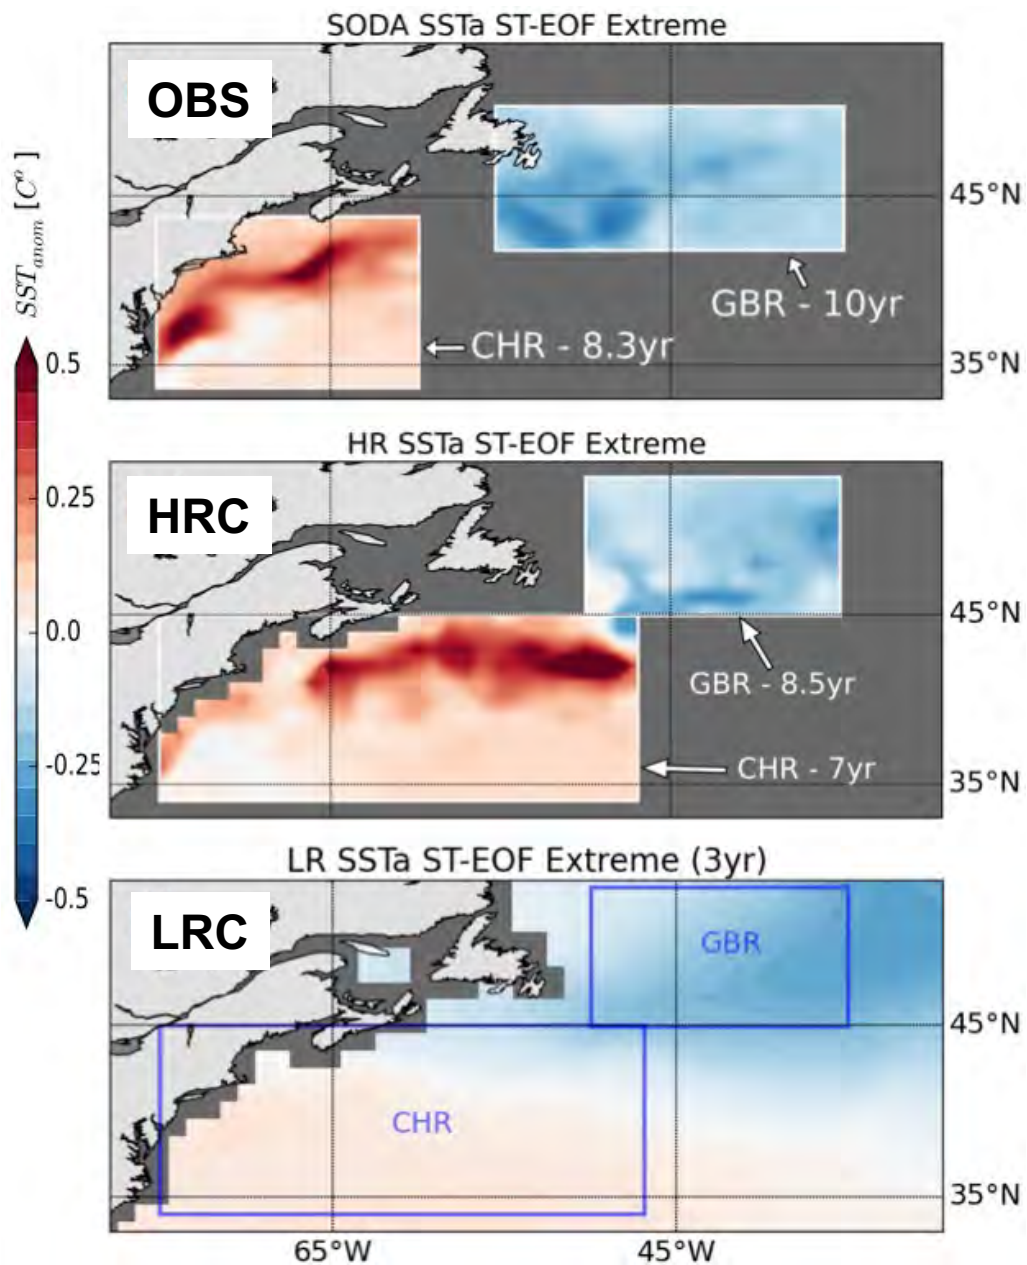 SODA SSTa ST-EOF Extreme
OBS
45°N
GBR - 10yr
CHR - 8.3yr
35°N
SST_anom [C°]
0.5
0.25
0.0
-0.25
-0.5
HR SSTa ST-EOF Extreme
HRC
45°N
GBR - 8.5yr
CHR - 7yr
35°N
LR SSTa ST-EOF Extreme (3yr)
LRC
GBR
45°N
CHR
35°N
65°W 45°W